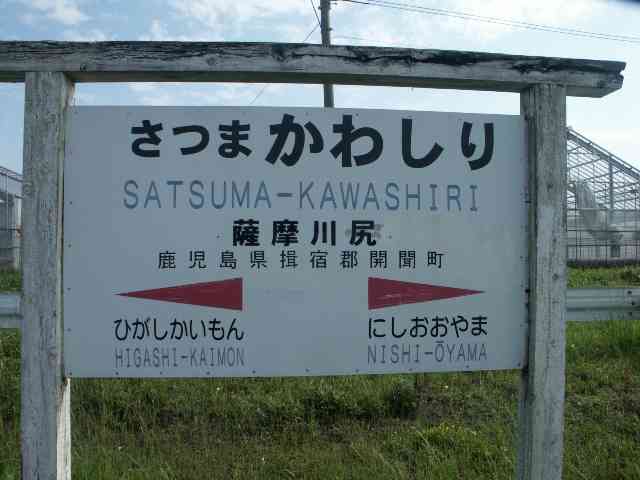 さつまかわしり
SATSUMA-KAWASHIRI
薩摩川尻
鹿児島県揖宿郡開聞町
ひがしかいもん にしおおやま
HIGASHI-KAIMON NISHI-ŌYAMA